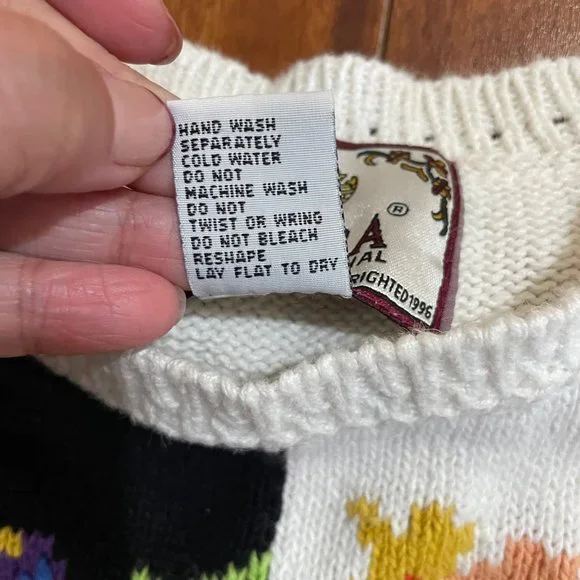 HAND WASH
SEPARATELY
COLD WATER
DO NOT
MACHINE WASH
DO NOT
TWIST OR WRING
DO NOT BLEACH
RESHAPE
LAY FLAT TO DRY
®
A
NAL
RIGHTED 1996